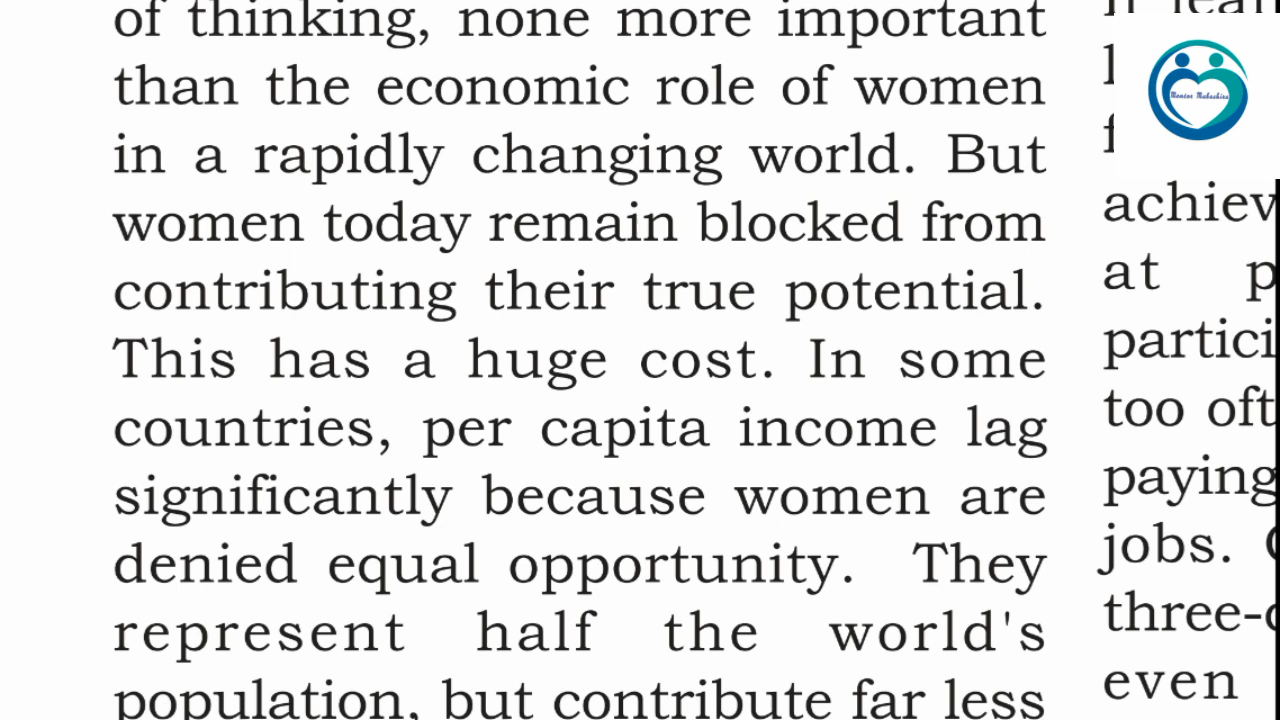 of thinking, none more important
than the economic role of women
in a rapidly changing world. But
women today remain blocked from
contributing their true potential.
This has a huge cost. In some
countries, per capita income lag
significantly because women are
denied equal opportunity. They
represent half the world's
population, but contribute far less
achiev
at p
partici
too oft
paying
jobs.
three-
even
Mentor Mubashira